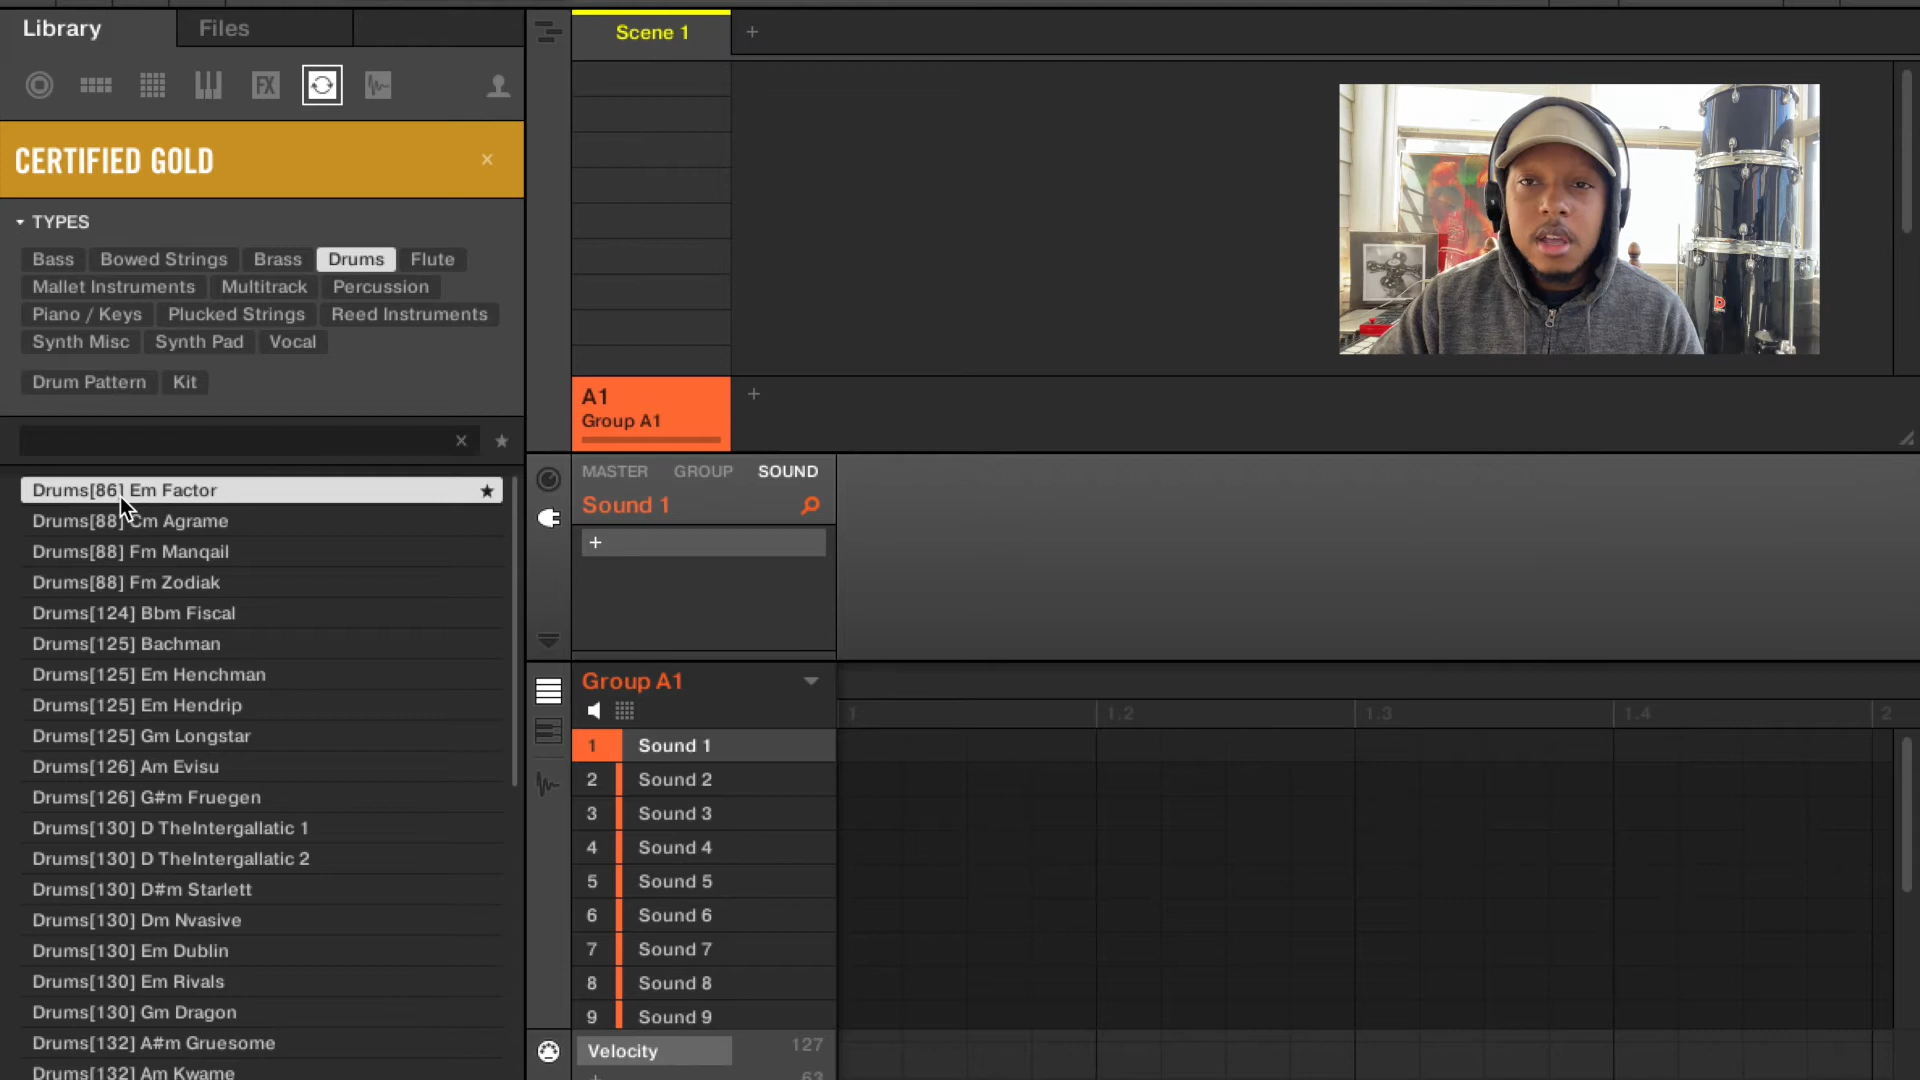 Library
Files
Scene 1
+
FX
CERTIFIED GOLD
×
TYPES
Bass
Bowed Strings
Brass
Drums
Flute
Mallet Instruments
Multitrack
Percussion
Piano / Keys
Plucked Strings
Reed Instruments
Synth Misc
Synth Pad
Vocal
Drum Pattern
Kit
×
Drums[86] Em Factor
Drums[88] Cm Agrame
Drums[88] Fm Manqail
Drums[88] Fm Zodiak
Drums[124] Bbm Fiscal
Drums[125] Bachman
Drums[125] Em Henchman
Drums[125] Em Hendrip
Drums[125] Gm Longstar
Drums[126] Am Evisu
Drums[126] G#m Fruegen
Drums[130] D TheIntergallatic 1
Drums[130] D TheIntergallatic 2
Drums[130] D#m Starlett
Drums[130] Dm Nvasive
Drums[130] Em Dublin
Drums[130] Em Rivals
Drums[130] Gm Dragon
Drums[132] A#m Gruesome
Drums[132] Am Kwame
A1
Group A1
+
MASTER
GROUP
SOUND
Sound 1
+
Group A1
1
1.2
1.3
1.4
2
1 Sound 1
2 Sound 2
3 Sound 3
4 Sound 4
5 Sound 5
6 Sound 6
7 Sound 7
8 Sound 8
9 Sound 9
Velocity
127
63